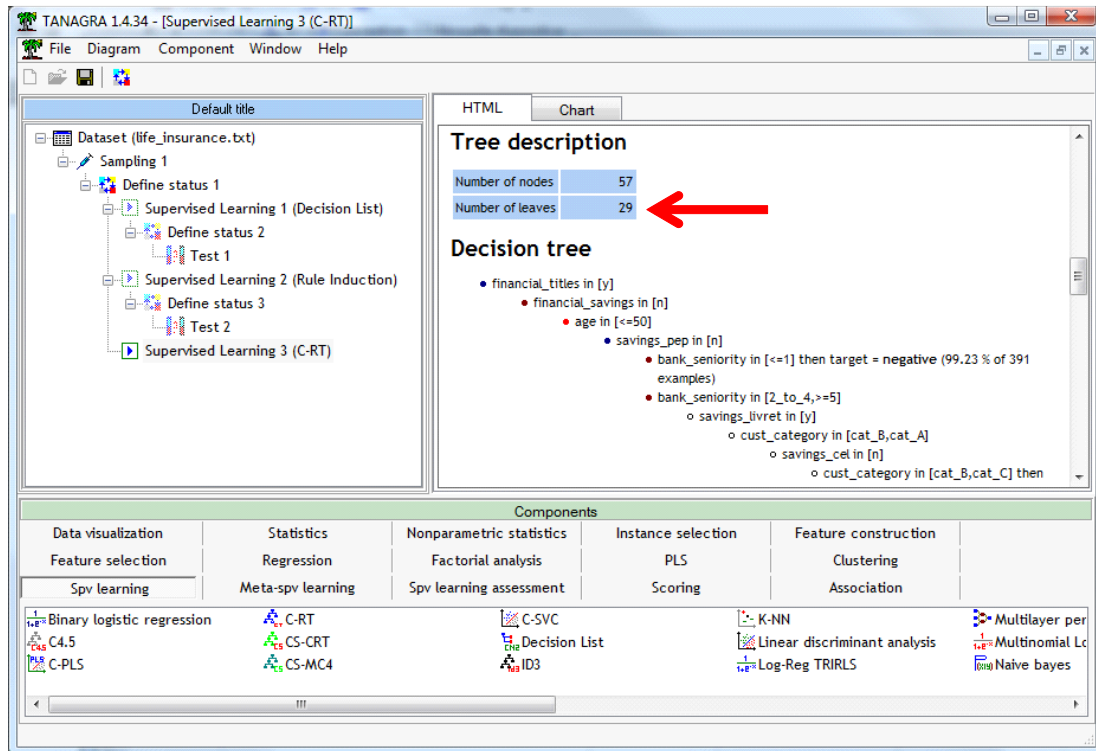 TANAGRA 1.4.34 - [Supervised Learning 3 (C-RT)]
File Diagram Component Window Help
Default title
Dataset (life_insurance.txt)
Sampling 1
Define status 1
Supervised Learning 1 (Decision List)
Define status 2
Test 1
Supervised Learning 2 (Rule Induction)
Define status 3
Test 2
Supervised Learning 3 (C-RT)
HTML Chart
Tree description
Number of nodes 57
Number of leaves 29
Decision tree
financial_titles in [y]
financial_savings in [n]
age in [<=50]
savings_pep in [n]
bank_seniority in [<=1] then target = negative (99.23 % of 391
examples)
bank_seniority in [2_to_4,>=5]
savings_livret in [y]
cust_category in [cat_B,cat_A]
savings_cel in [n]
cust_category in [cat_B,cat_C] then
Components
Data visualization Statistics Nonparametric statistics Instance selection Feature construction
Feature selection Regression Factorial analysis PLS Clustering
Spv learning Meta-spv learning Spv learning assessment Scoring Association
Binary logistic regression C-RT C-SVC K-NN Multilayer per
C4.5 CS-CRT Decision List Linear discriminant analysis Multinomial Lo
C-PLS CS-MC4 ID3 Log-Reg TRIRLS Naive bayes